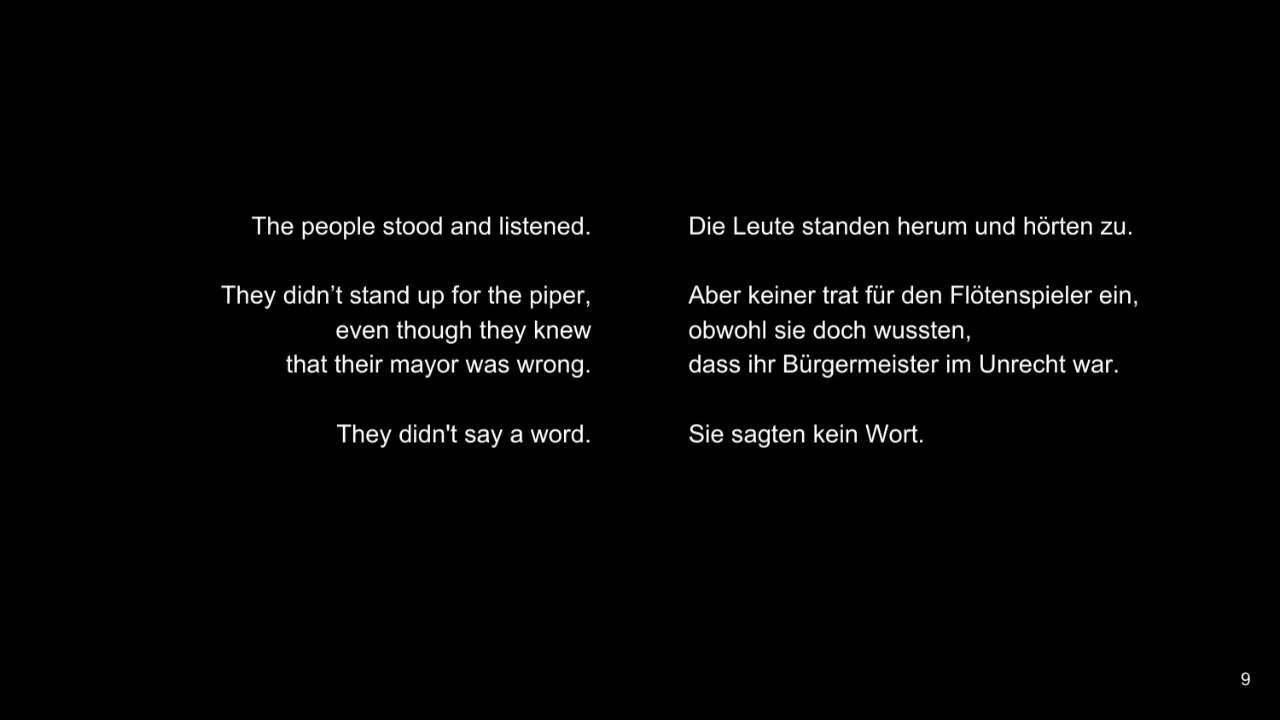 The people stood and listened.
They didn’t stand up for the piper,
even though they knew
that their mayor was wrong.
They didn't say a word.
Die Leute standen herum und hörten zu.
Aber keiner trat für den Flötenspieler ein,
obwohl sie doch wussten,
dass ihr Bürgermeister im Unrecht war.
Sie sagten kein Wort.
9